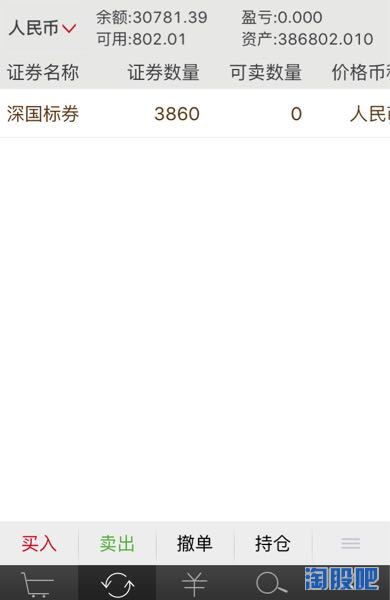 人民币
余额:30781.39 盈亏:0.000
可用:802.01 资产:386802.010
证券名称 证券数量 可卖数量 价格币
深国标券 3860 0 人民
买入 卖出 撤单 持仓
淘股吧